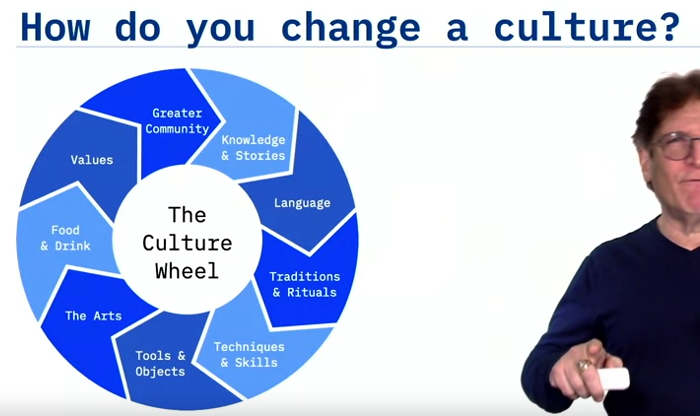 How do you change a culture?
Greater
Community
Knowledge
& Stories
Language
Traditions
& Rituals
Techniques
& Skills
Tools &
Objects
The Arts
Food
& Drink
Values
The
Culture
Wheel